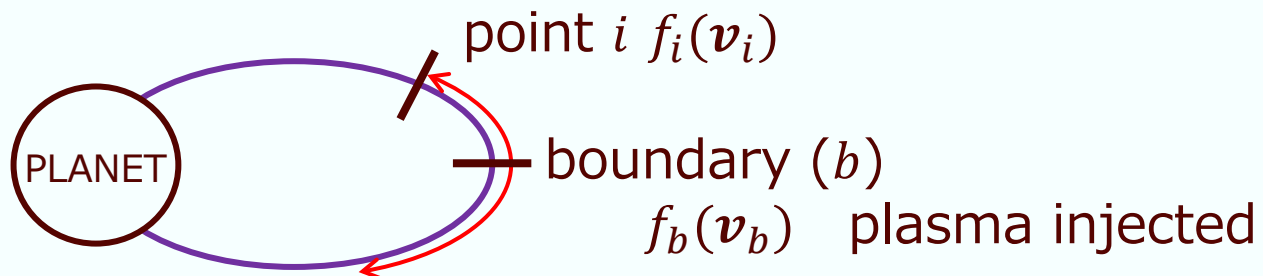 point i f_i(v_i)
PLANET
boundary (b)
f_b(v_b) plasma injected